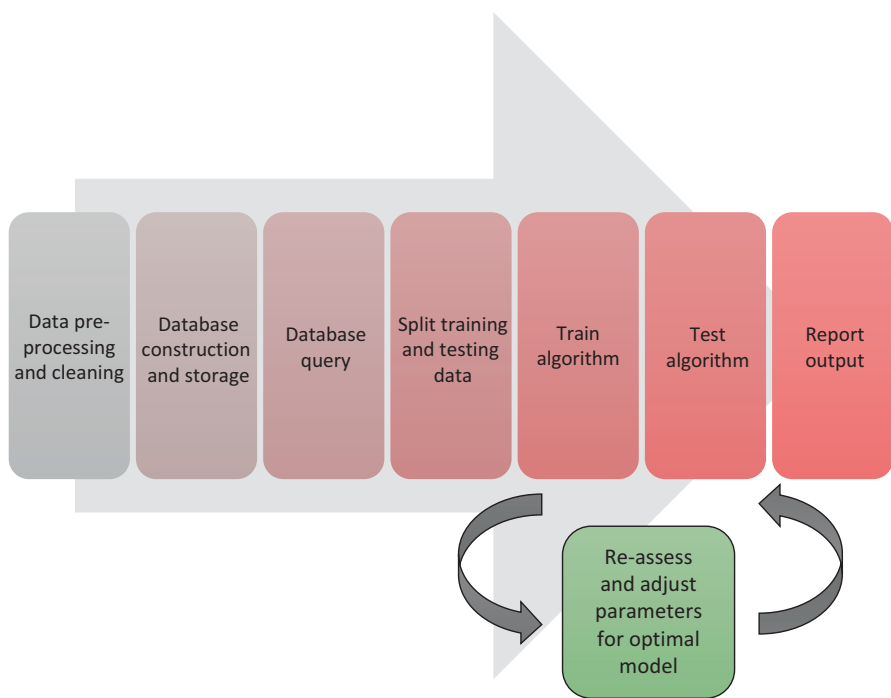 Data pre-
processing
and cleaning
Database
construction
and storage
Database
query
Split training
and testing
data
Train
algorithm
Test
algorithm
Report
output
Re-assess
and adjust
parameters
for optimal
model